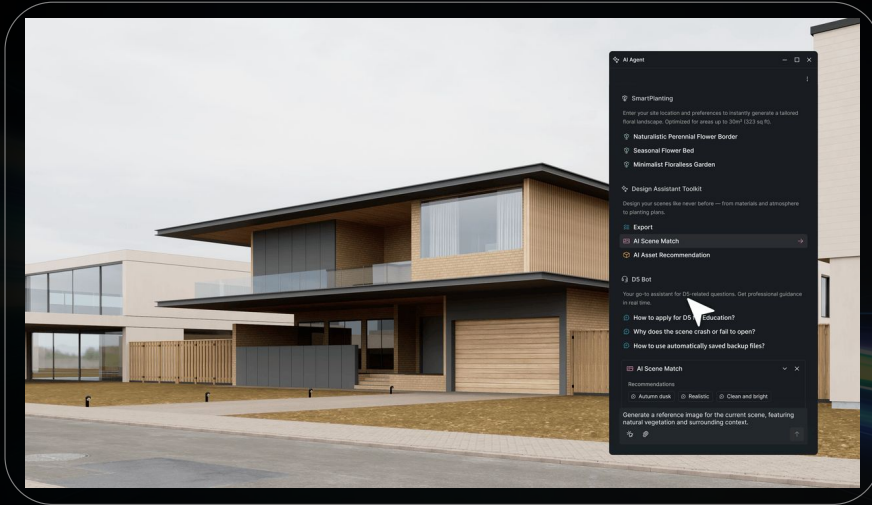 AI Agent
SmartPlanting
Enter your site location and preferences to instantly generate a tailored
floral landscape. Optimized for areas up to 30m² (323 sq ft).
Naturalistic Perennial Flower Border
Seasonal Flower Bed
Minimalist Floralless Garden
Design Assistant Toolkit
Design your scenes like never before — from materials and atmosphere
to planting plans.
Export
AI Scene Match
AI Asset Recommendation
D5 Bot
Your go-to assistant for D5-related questions. Get professional guidance
in real time.
How to apply for D5 Education?
Why does the scene crash or fail to open?
How to use automatically saved backup files?
AI Scene Match
Recommendations
Autumn dusk
Realistic
Clean and bright
Generate a reference image for the current scene, featuring
natural vegetation and surrounding context.